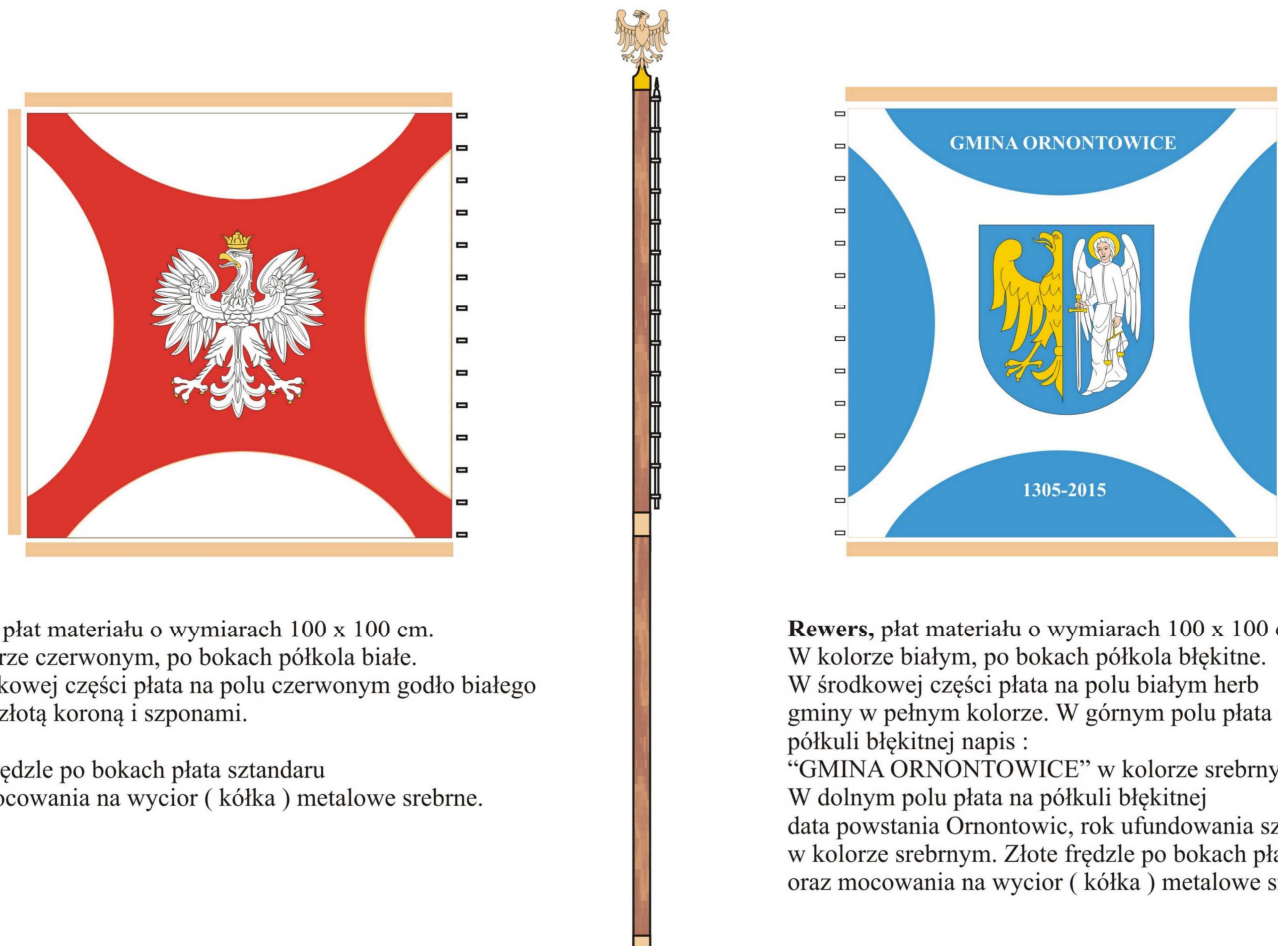 GMINA ORNONTOWICE
1305-2015
płat materiału o wymiarach 100 x 100 cm.
rze czerwonym, po bokach półkola białe.
kowej części płata na polu czerwonym godło białego
złotą koroną i szponami.
ędzle po bokach płata sztandaru
ocowania na wycior ( kółka ) metalowe srebrne.
Rewers, płat materiału o wymiarach 100 x 100
W kolorze białym, po bokach półkola błękitne.
W środkowej części płata na polu białym herb
gminy w pełnym kolorze. W górnym polu płata
półkuli błękitnej napis :
“GMINA ORNONTOWICE” w kolorze srebrny
W dolnym polu płata na półkuli błękitnej
data powstania Ornontowic, rok ufundowania sz
w kolorze srebrnym. Złote frędzle po bokach pła
oraz mocowania na wycior ( kółka ) metalowe s